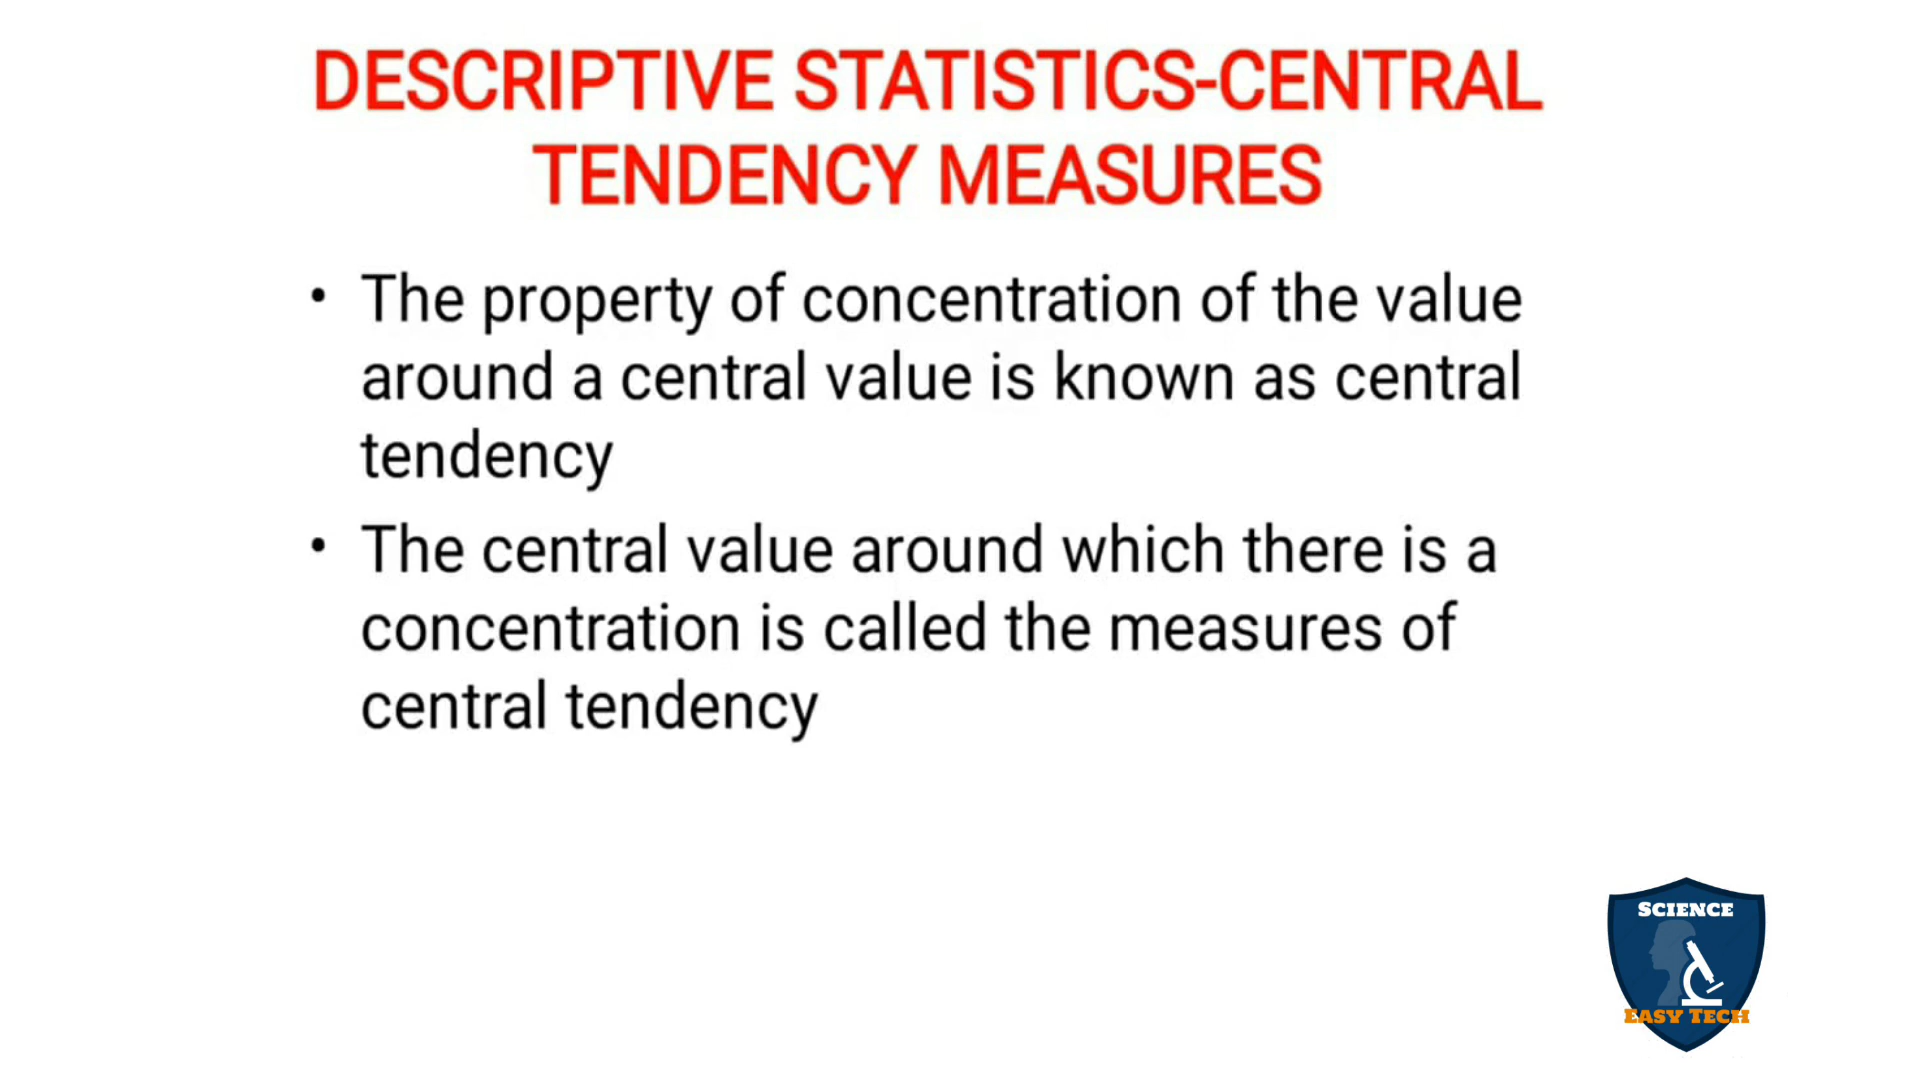 DESCRIPTIVE STATISTICS-CENTRAL
TENDENCY MEASURES
• The property of concentration of the value
around a central value is known as central
tendency
• The central value around which there is a
concentration is called the measures of
central tendency
SCIENCE
EASY TECH